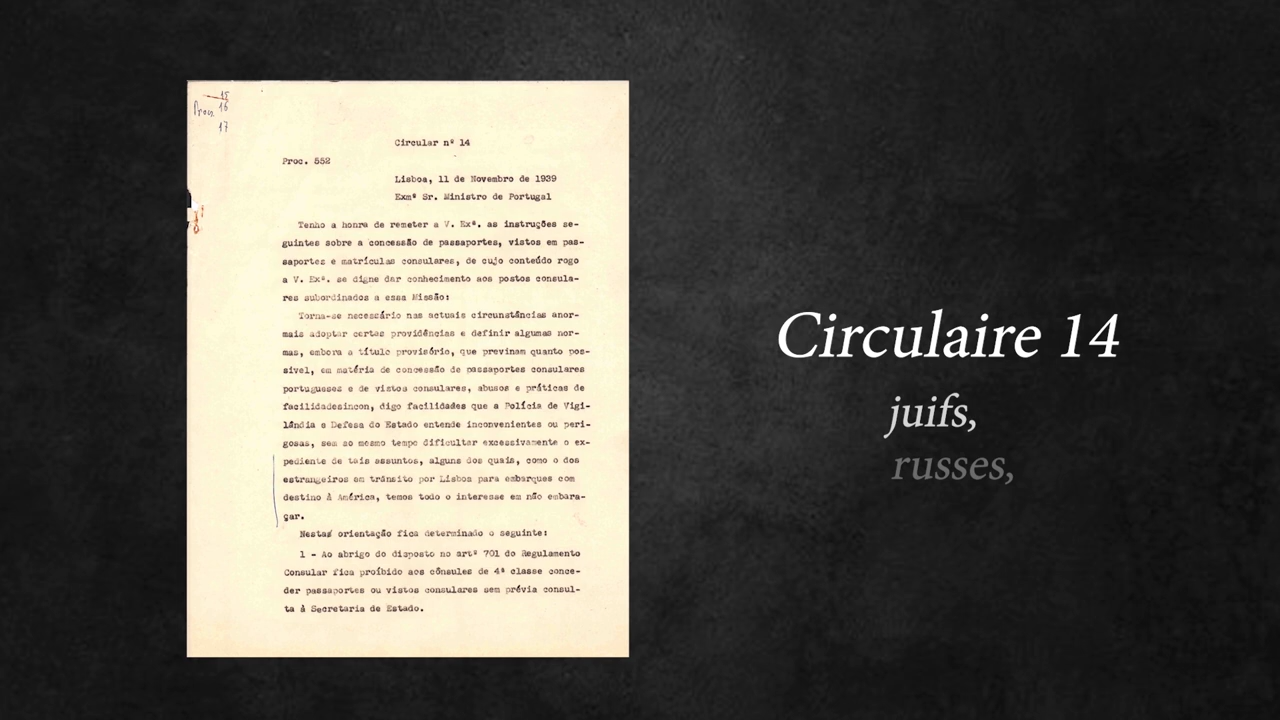 15
Proc. 16
17
Circular nº 14
Proc. 552
Lisboa, 11 de Novembro de 1939
Exmº Sr. Ministro de Portugal
Tenho a honra de remeter a V. Exª. as instruções se-
guintes sobre a concessão de passaportes, vistos em pas-
saportes e matrículas consulares, de cujo conteúdo rogo
a V. Exª. se digne dar conhecimento aos postos consula-
res subordinados a essa Missão:
Torna-se necessário nas actuais circunstâncias anor-
mais adoptar certas providências e definir algumas nor-
mas, embora a título provisório, que previnam quanto pos-
sivel, em matéria de concessão de passaportes consulares
portugueses e de vistos consulares, abusos e práticas de
facilidadesincon, digo facilidades que a Polícia de Vigi-
lândia e Defesa do Estado entende inconvenientes ou peri-
gosas, sem ao mesmo tempo dificultar excessivamente o ex-
pediente de tais assuntos, alguns dos quais, como o dos
estrangeiros em trânsito por Lisboa para embarques com
destino à América, temos todo o interesse em não embara-
çar.
Nestas orientação fica determinado o seguinte:
1 - Ao abrigo do disposto no artº 701 do Regulamento
Consular fica proíbido aos cônsules de 4ª classe conce-
der passaportes ou vistos consulares sem prévia consul-
ta à Secretaria de Estado.
Circulaire 14
juifs,
russes,